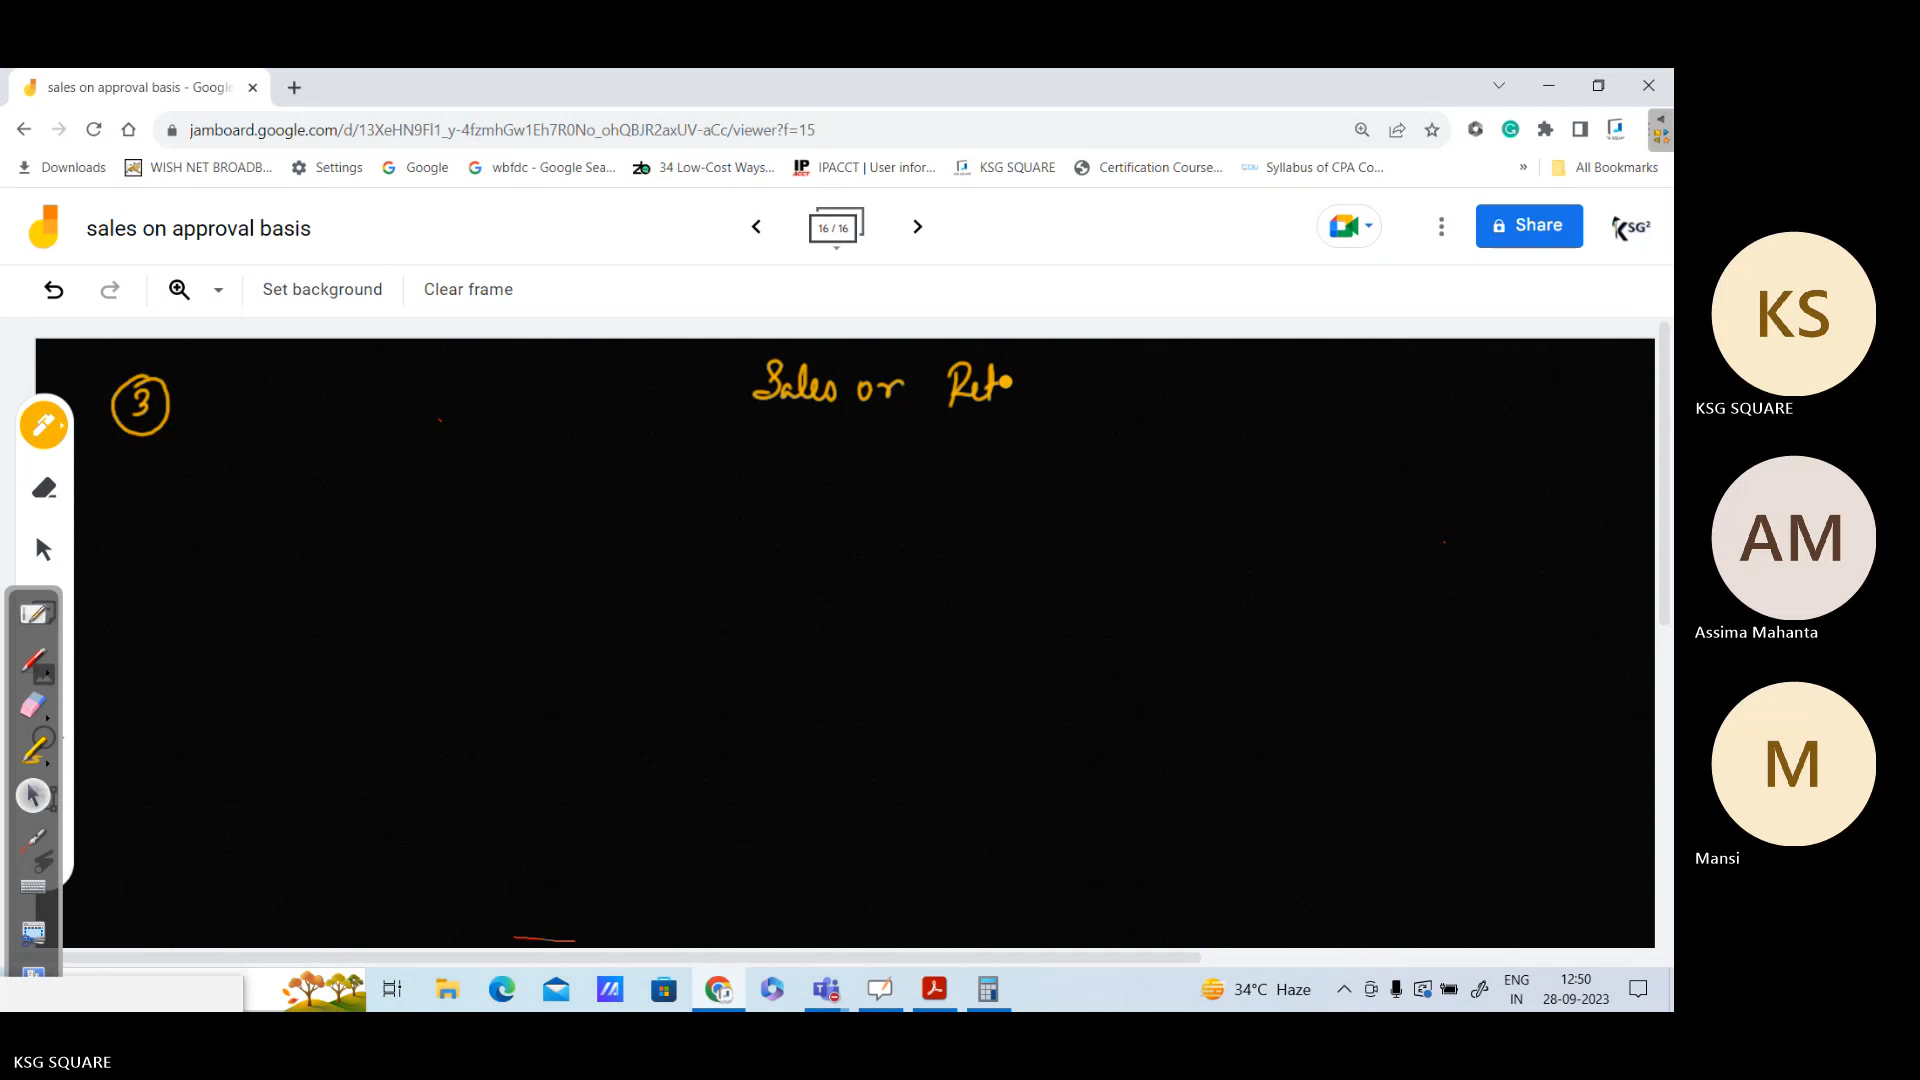 sales on approval basis - Google
jamboard.google.com/d/13XeHN9Fl1_y-4fzmhGw1Eh7R0No_ohQBJR2axUV-aCc/viewer?f=15
Downloads WISH NET BROADB... Settings Google wbfdc - Google Sea... 34 Low-Cost Ways... IPACCT | User infor... KSG SQUARE Certification Course... Syllabus of CPA Co... » All Bookmarks
sales on approval basis 16 / 16 Share KSG²
Set background Clear frame
3 Sales or Ret
KS
KSG SQUARE
AM
Assima Mahanta
M
Mansi
34°C Haze ENG IN 12:50 28-09-2023
KSG SQUARE